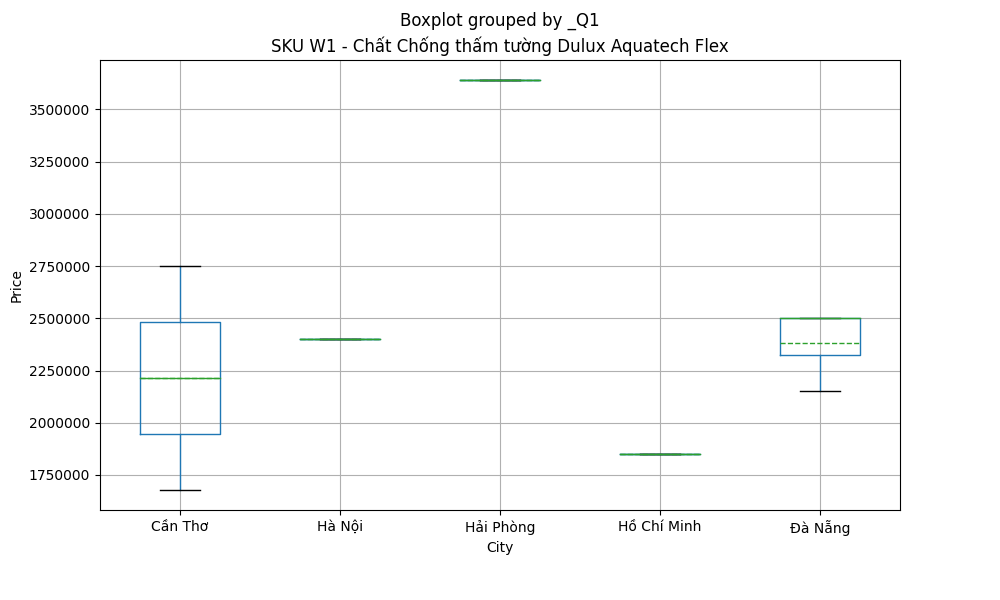 Boxplot grouped by _Q1
SKU W1 - Chất Chống thấm tường Dulux Aquatech Flex
3500000
3250000
3000000
2750000
2500000
2250000
2000000
1750000
Price
Cần Thơ
Hà Nội
Hải Phòng
Hồ Chí Minh
Đà Nẵng
City